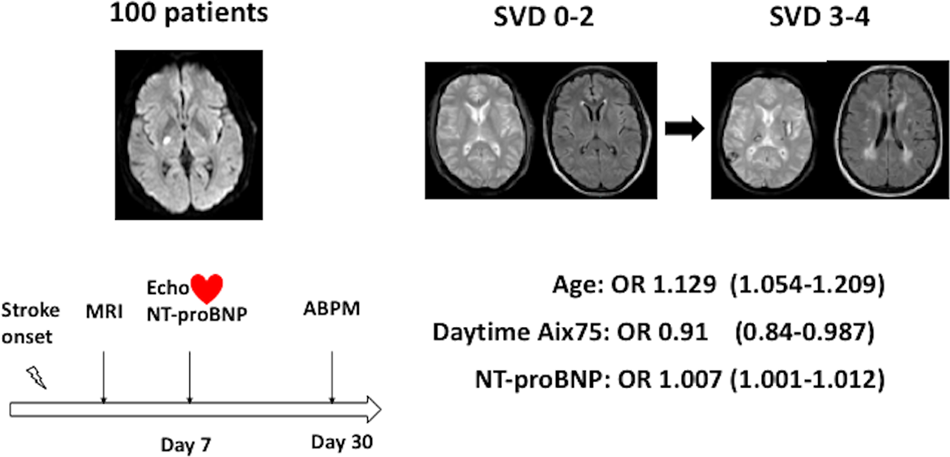 100 patients
SVD 0-2
SVD 3-4
Stroke
onset
MRI
Echo
NT-proBNP
ABPM
Day 7
Day 30
Age: OR 1.129 (1.054-1.209)
Daytime Aix75: OR 0.91 (0.84-0.987)
NT-proBNP: OR 1.007 (1.001-1.012)